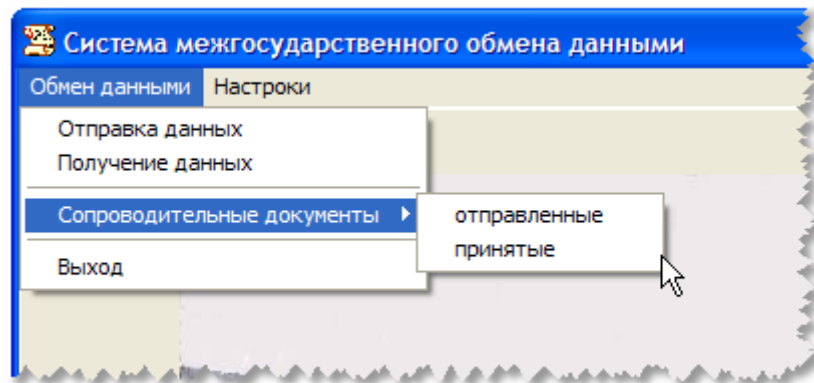 Система межгосударственного обмена данными
Обмен данными Настроки
Отправка данных
Получение данных
Сопроводительные документы
отправленные
принятые
Выход